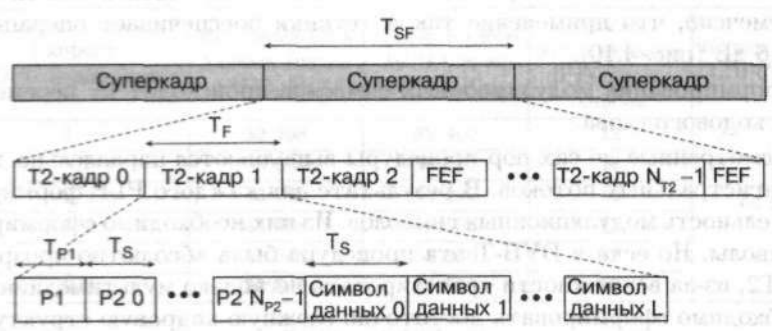 T_SF
Суперкадр Суперкадр Суперкадр
T_F
T2-кадр 0 T2-кадр 1 T2-кадр 2 FEF ••• T2-кадр N_T2–1 FEF
T_P1 T_S T_S
P1 P2 0 ••• P2 N_P2–1 Символ данных 0 Символ данных 1 ••• Символ данных L